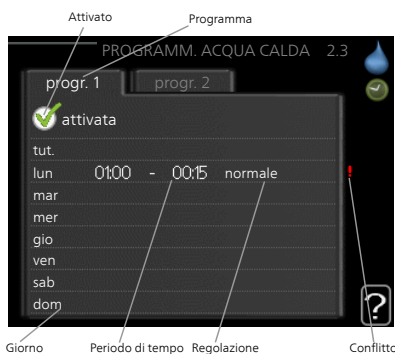 Attivato
Programma
PROGRAMM. ACQUA CALDA 2.3
progr. 1 progr. 2
attivata
tut.
lun 01:00 - 00:15 normale !
mar
mer
gio
ven
sab
dom
?
Giorno Periodo di tempo Regolazione Conflitto